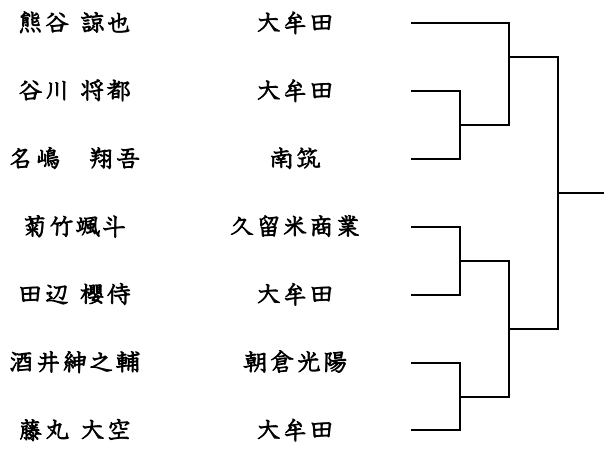 熊谷 諒也 大牟田
谷川 将都 大牟田
名嶋　翔吾 南筑
菊竹颯斗 久留米商業
田辺 櫻侍 大牟田
酒井紳之輔 朝倉光陽
藤丸 大空 大牟田